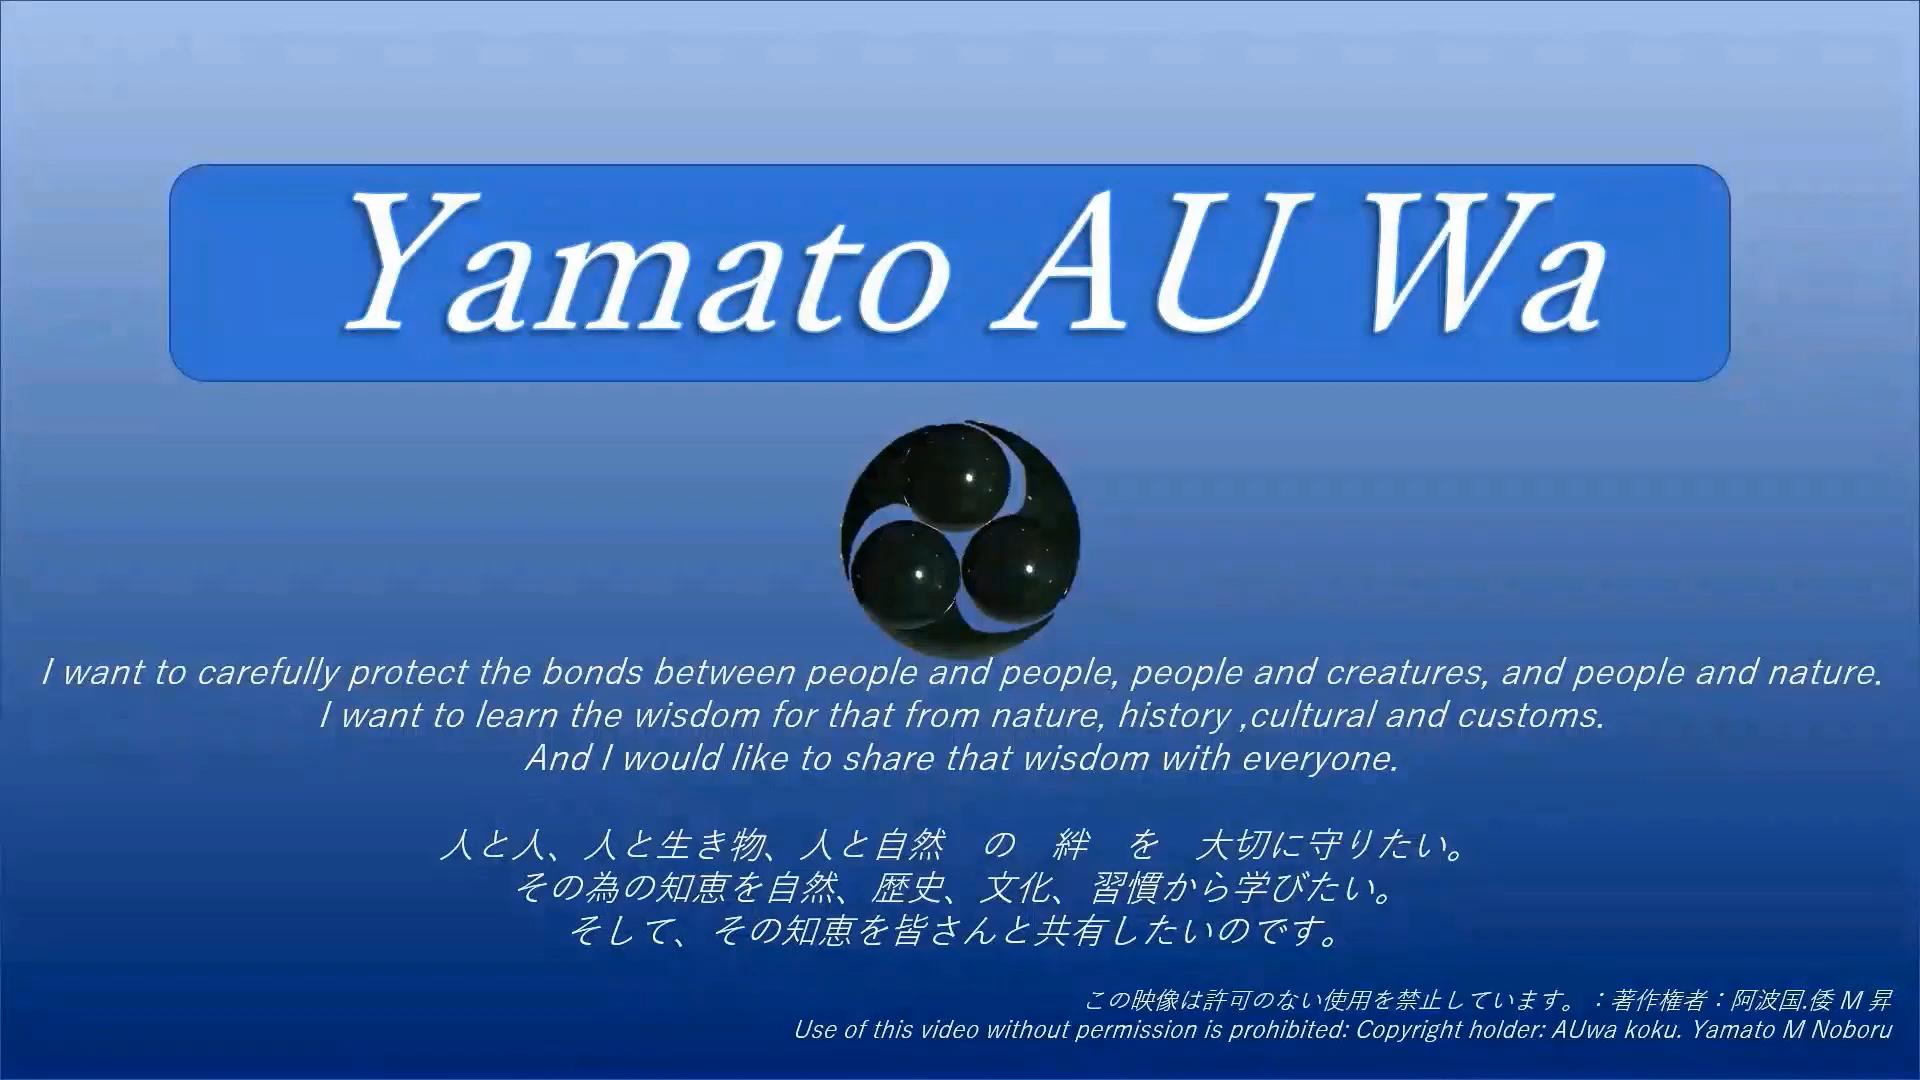 Yamato AU Wa
I want to carefully protect the bonds between people and people, people and creatures, and people and nature.
I want to learn the wisdom for that from nature, history ,cultural and customs.
And I would like to share that wisdom with everyone.
人と人、人と生き物、人と自然　の　絆　を　大切に守りたい。
その為の知恵を自然、歴史、文化、習慣から学びたい。
そして、その知恵を皆さんと共有したいのです。
この映像は許可のない使用を禁止しています。：著作権者：阿波国.倭 M 昇
Use of this video without permission is prohibited: Copyright holder: AUwa koku. Yamato M Noboru